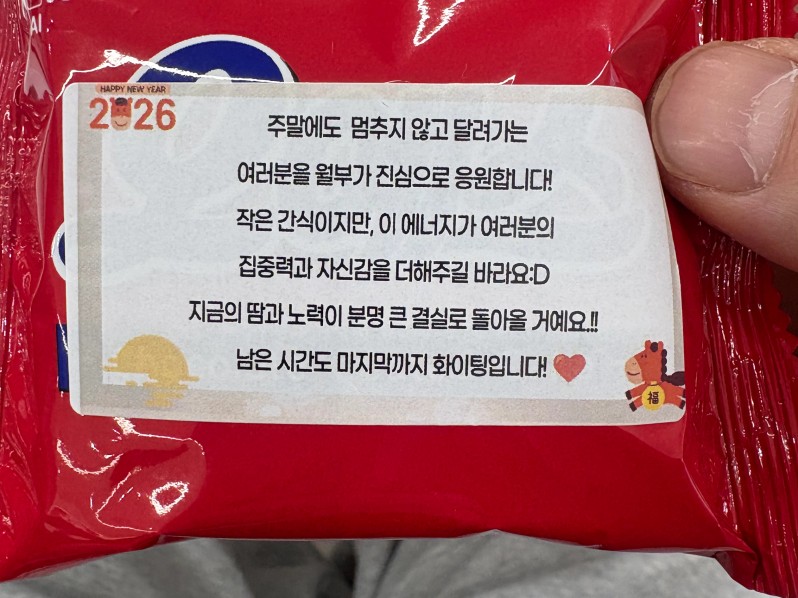 AI
HAPPY NEW YEAR
2026
주말에도 멈추지 않고 달려가는
여러분을 월부가 진심으로 응원합니다!
작은 간식이지만, 이 에너지가 여러분의
집중력과 자신감을 더해주길 바라요:D
지금의 땀과 노력이 분명 큰 결실로 돌아올 거예요.!!
남은 시간도 마지막까지 화이팅입니다!
福